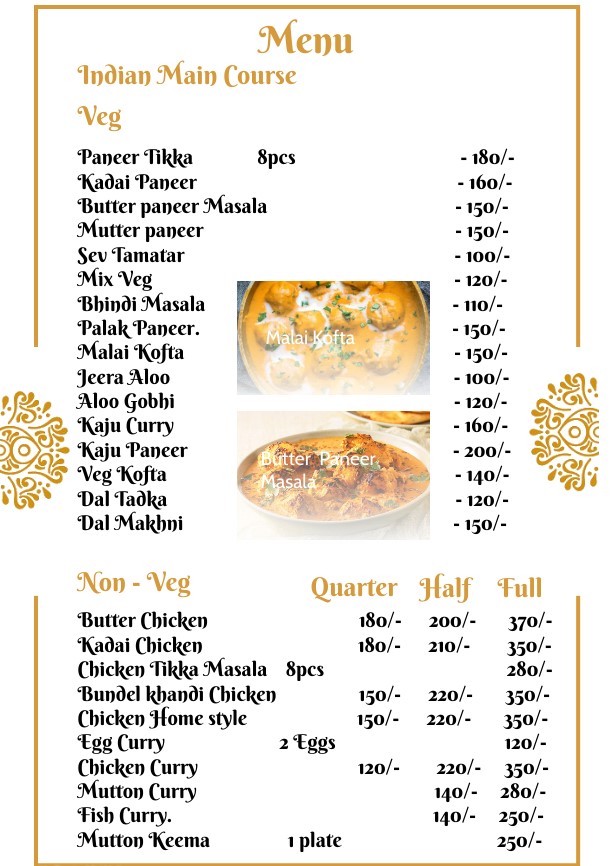 Menu
Indian Main Course
Veg
Paneer Tikka 8pcs - 180/-
Kadai Paneer - 160/-
Butter paneer Masala - 150/-
Mutter paneer - 150/-
Sev Tamatar - 100/-
Mix Veg - 120/-
Bhindi Masala - 110/-
Palak Paneer. - 150/-
Malai Kofta - 150/-
Jeera Aloo - 100/-
Aloo Gobhi - 120/-
Kaju Curry - 160/-
Kaju Paneer - 200/-
Veg Kofta - 140/-
Dal Tadka - 120/-
Dal Makhni - 150/-
Malai Kofta
Butter Paneer
Masala
Non - Veg Quarter Half Full
Butter Chicken 180/- 200/- 370/-
Kadai Chicken 180/- 210/- 350/-
Chicken Tikka Masala 8pcs 280/-
Bundel khandi Chicken 150/- 220/- 350/-
Chicken Home style 150/- 220/- 350/-
Egg Curry 2 Eggs 120/-
Chicken Curry 120/- 220/- 350/-
Mutton Curry 140/- 280/-
Fish Curry. 140/- 250/-
Mutton Keema 1 plate 250/-